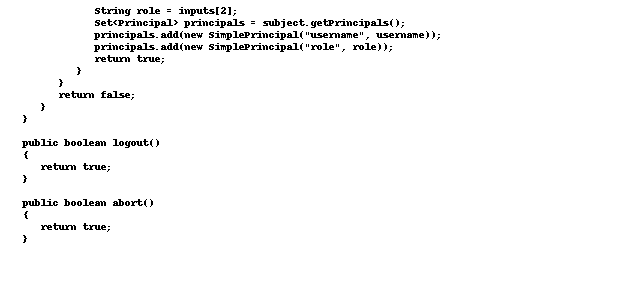 String role = inputs[2];
            Set<Principal> principals = subject.getPrincipals();
            principals.add(new SimplePrincipal("username", username));
            principals.add(new SimplePrincipal("role", role));
            return true;
         }
      }
      return false;
   }
}

public boolean logout()
{
   return true;
}

public boolean abort()
{
   return true;
}